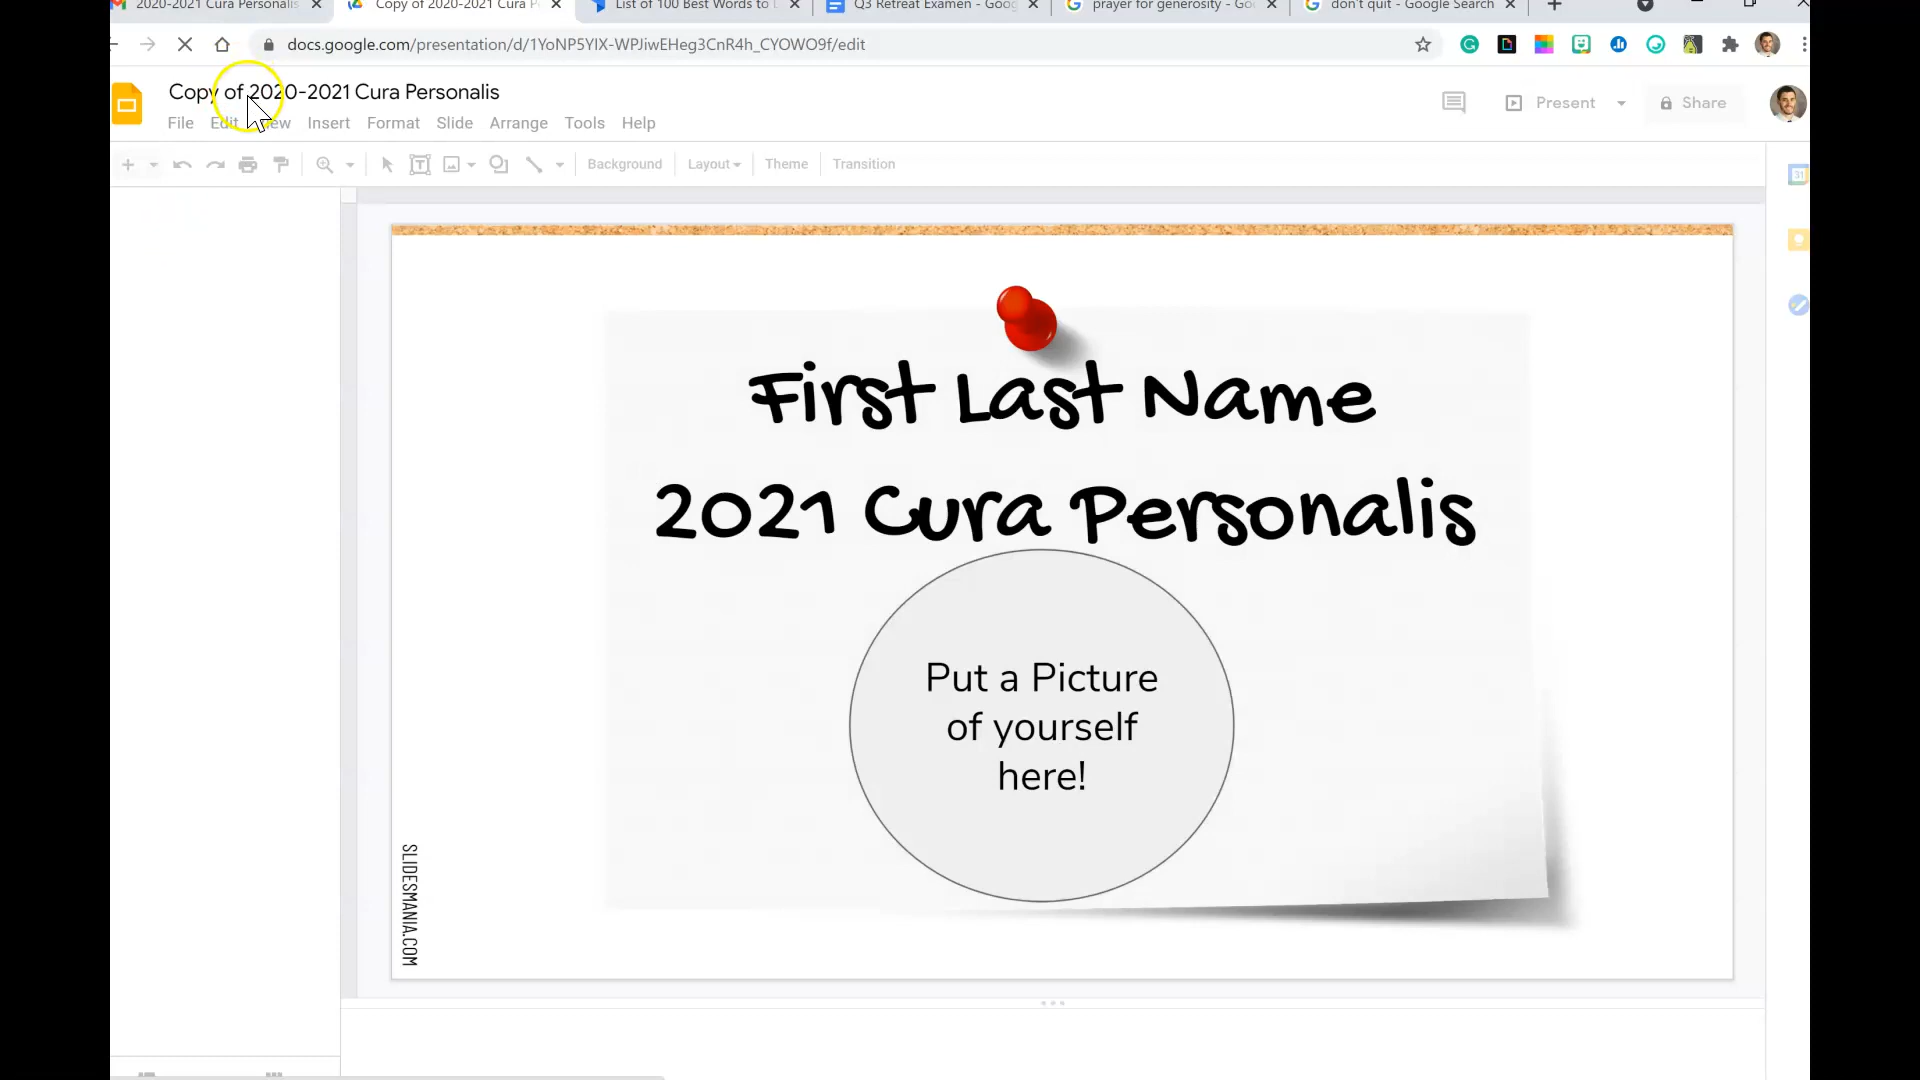 2020-2021 Cura Personalis
Copy of 2020-2021 Cura P
List of 100 Best Words to
Q3 Retreat Examen - Goog
prayer for generosity - Go
don't quit - Google Search
docs.google.com/presentation/d/1YoNP5YIX-WPJiwEHeg3CnR4h_CYOWO9f/edit
Copy of 2020-2021 Cura Personalis
File Edit View Insert Format Slide Arrange Tools Help
Present
Share
Background Layout Theme Transition
31
First Last Name
2021 Cura Personalis
Put a Picture
of yourself
here!
SLIDESMANIA.COM